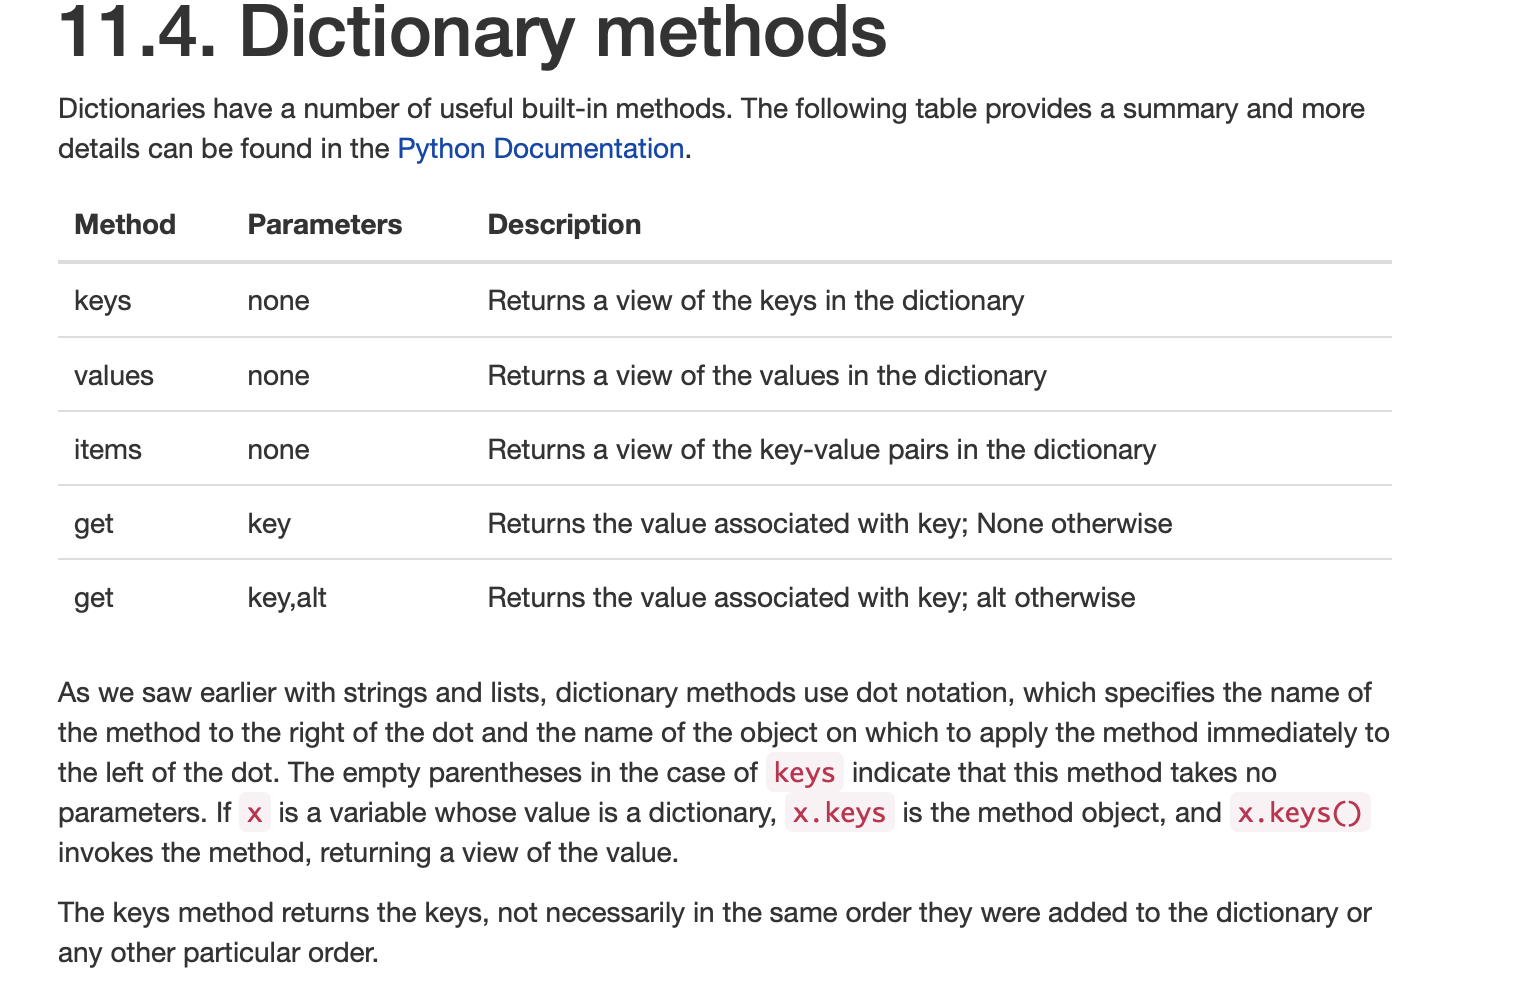 11.4. Dictionary methods
Dictionaries have a number of useful built-in methods. The following table provides a summary and more
details can be found in the Python Documentation.
Method Parameters Description
keys none Returns a view of the keys in the dictionary
values none Returns a view of the values in the dictionary
items none Returns a view of the key-value pairs in the dictionary
get key Returns the value associated with key; None otherwise
get key,alt Returns the value associated with key; alt otherwise
As we saw earlier with strings and lists, dictionary methods use dot notation, which specifies the name of
the method to the right of the dot and the name of the object on which to apply the method immediately to
the left of the dot. The empty parentheses in the case of keys indicate that this method takes no
parameters. If x is a variable whose value is a dictionary, x.keys is the method object, and x.keys()
invokes the method, returning a view of the value.
The keys method returns the keys, not necessarily in the same order they were added to the dictionary or
any other particular order.